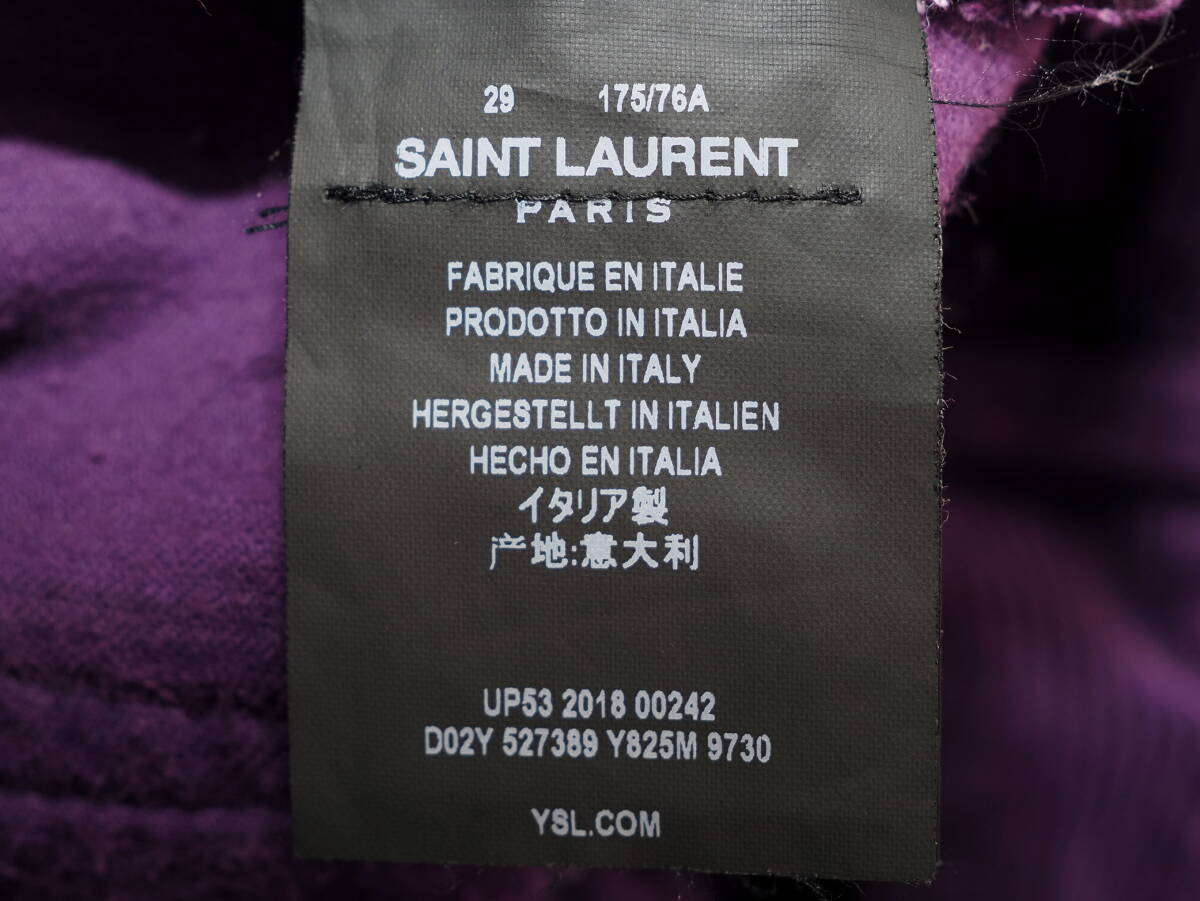 29 175/76A
SAINT LAURENT
PARIS
FABRIQUE EN ITALIE
PRODOTTO IN ITALIA
MADE IN ITALY
HERGESTELLT IN ITALIEN
HECHO EN ITALIA
イタリア製
产地:意大利
UP53 2018 00242
D02Y 527389 Y825M 9730
YSL.COM